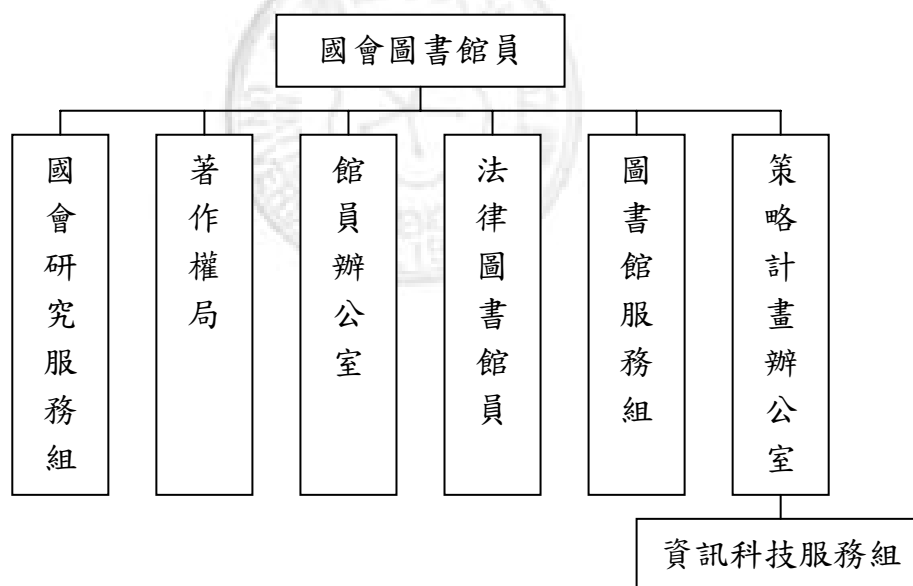 國會圖書館員
國會研究服務組
著作權局
館員辦公室
法律圖書館員
圖書館服務組
策略計畫辦公室
資訊科技服務組